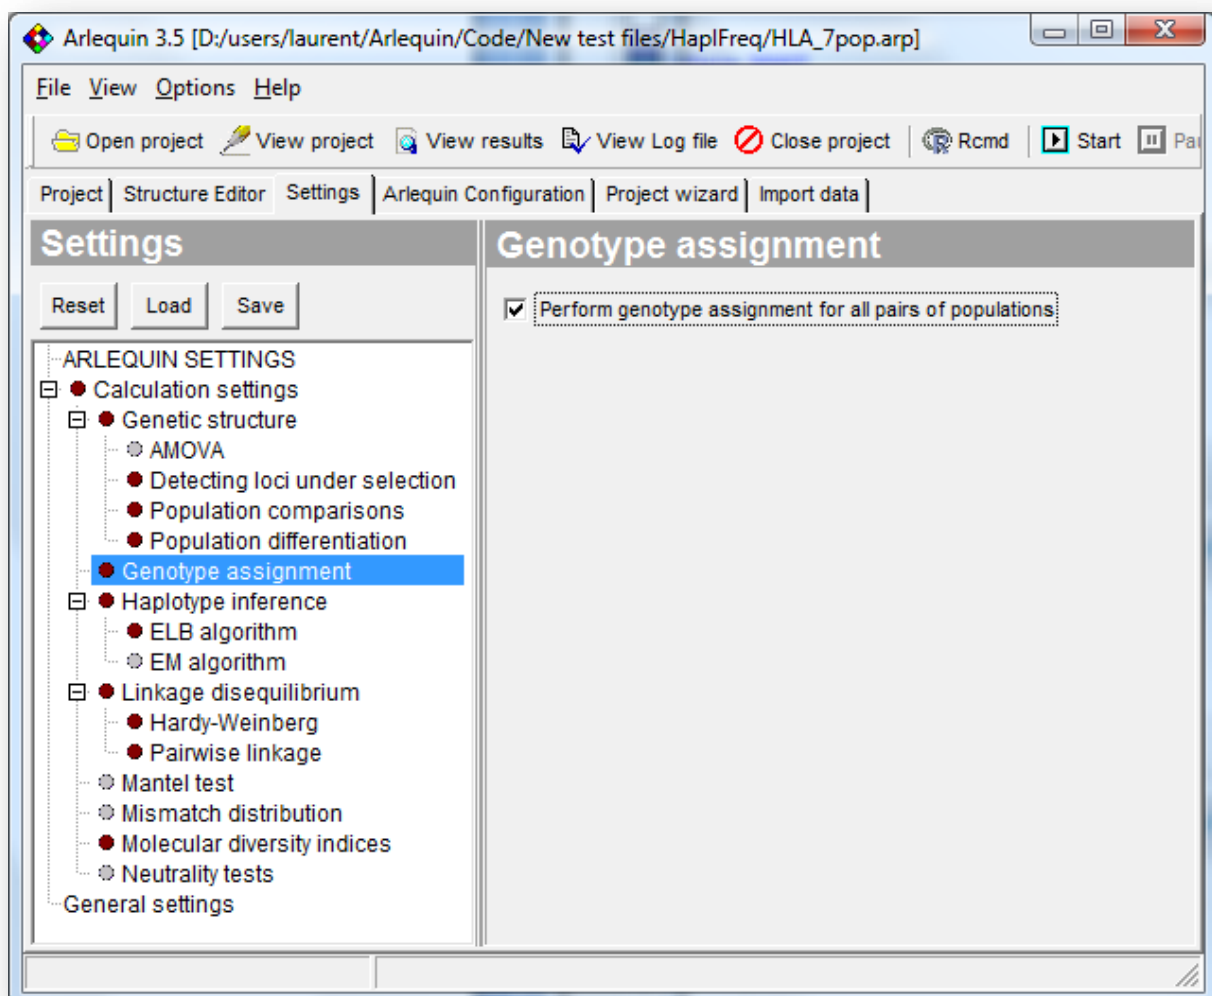 Arlequin 3.5 [D:/users/laurent/Arlequin/Code/New test files/HaplFreq/HLA_7pop.arp]
File View Options Help
Open project View project View results View Log file Close project Rcmd Start Pau
Project Structure Editor Settings Arlequin Configuration Project wizard Import data
Settings
Genotype assignment
Reset Load Save
Perform genotype assignment for all pairs of populations
ARLEQUIN SETTINGS
Calculation settings
Genetic structure
AMOVA
Detecting loci under selection
Population comparisons
Population differentiation
Genotype assignment
Haplotype inference
ELB algorithm
EM algorithm
Linkage disequilibrium
Hardy-Weinberg
Pairwise linkage
Mantel test
Mismatch distribution
Molecular diversity indices
Neutrality tests
General settings